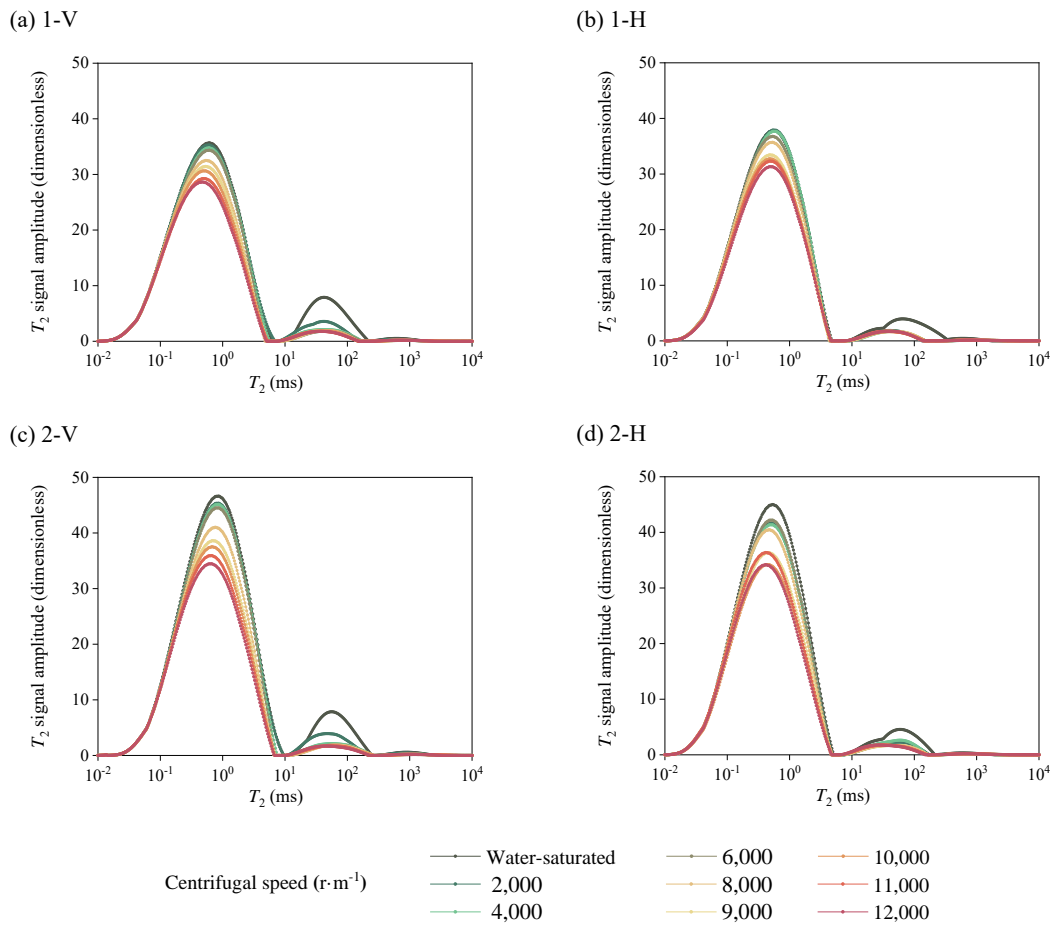 (a) 1-V
50
40
30
20
10
0
T₂ signal amplitude (dimensionless)
10⁻² 10⁻¹ 10⁰ 10¹ 10² 10³ 10⁴
T₂ (ms)
(b) 1-H
50
40
30
20
10
0
T₂ signal amplitude (dimensionless)
10⁻² 10⁻¹ 10⁰ 10¹ 10² 10³ 10⁴
T₂ (ms)
(c) 2-V
50
40
30
20
10
0
T₂ signal amplitude (dimensionless)
10⁻² 10⁻¹ 10⁰ 10¹ 10² 10³ 10⁴
T₂ (ms)
(d) 2-H
50
40
30
20
10
0
T₂ signal amplitude (dimensionless)
10⁻² 10⁻¹ 10⁰ 10¹ 10² 10³ 10⁴
T₂ (ms)
Centrifugal speed (r·m⁻¹)
Water-saturated
2,000
4,000
6,000
8,000
9,000
10,000
11,000
12,000